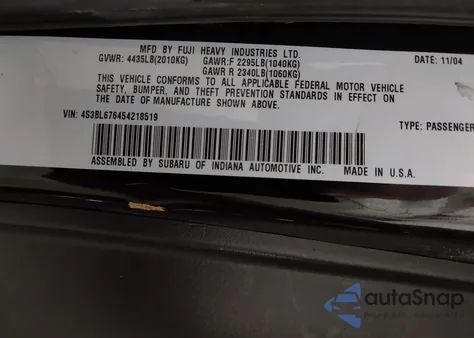 MFD BY FUJI HEAVY INDUSTRIES LTD.
GVWR: 4435LB(2010KG) GAWR:F 2295LB(1040KG) DATE: 11/04
GAWR R 2340LB(1060KG)
THIS VEHICLE CONFORMS TO ALL APPLICABLE FEDERAL MOTOR VEHICLE
SAFETY, BUMPER, AND THEFT PREVENTION STANDARDS IN EFFECT ON
THE DATE OF MANUFACTURE SHOWN ABOVE.
VIN: 4S3BL676454218519 TYPE: PASSENGER
ASSEMBLED BY SUBARU OF INDIANA AUTOMOTIVE INC. MADE IN U.S.A.
autoSnap